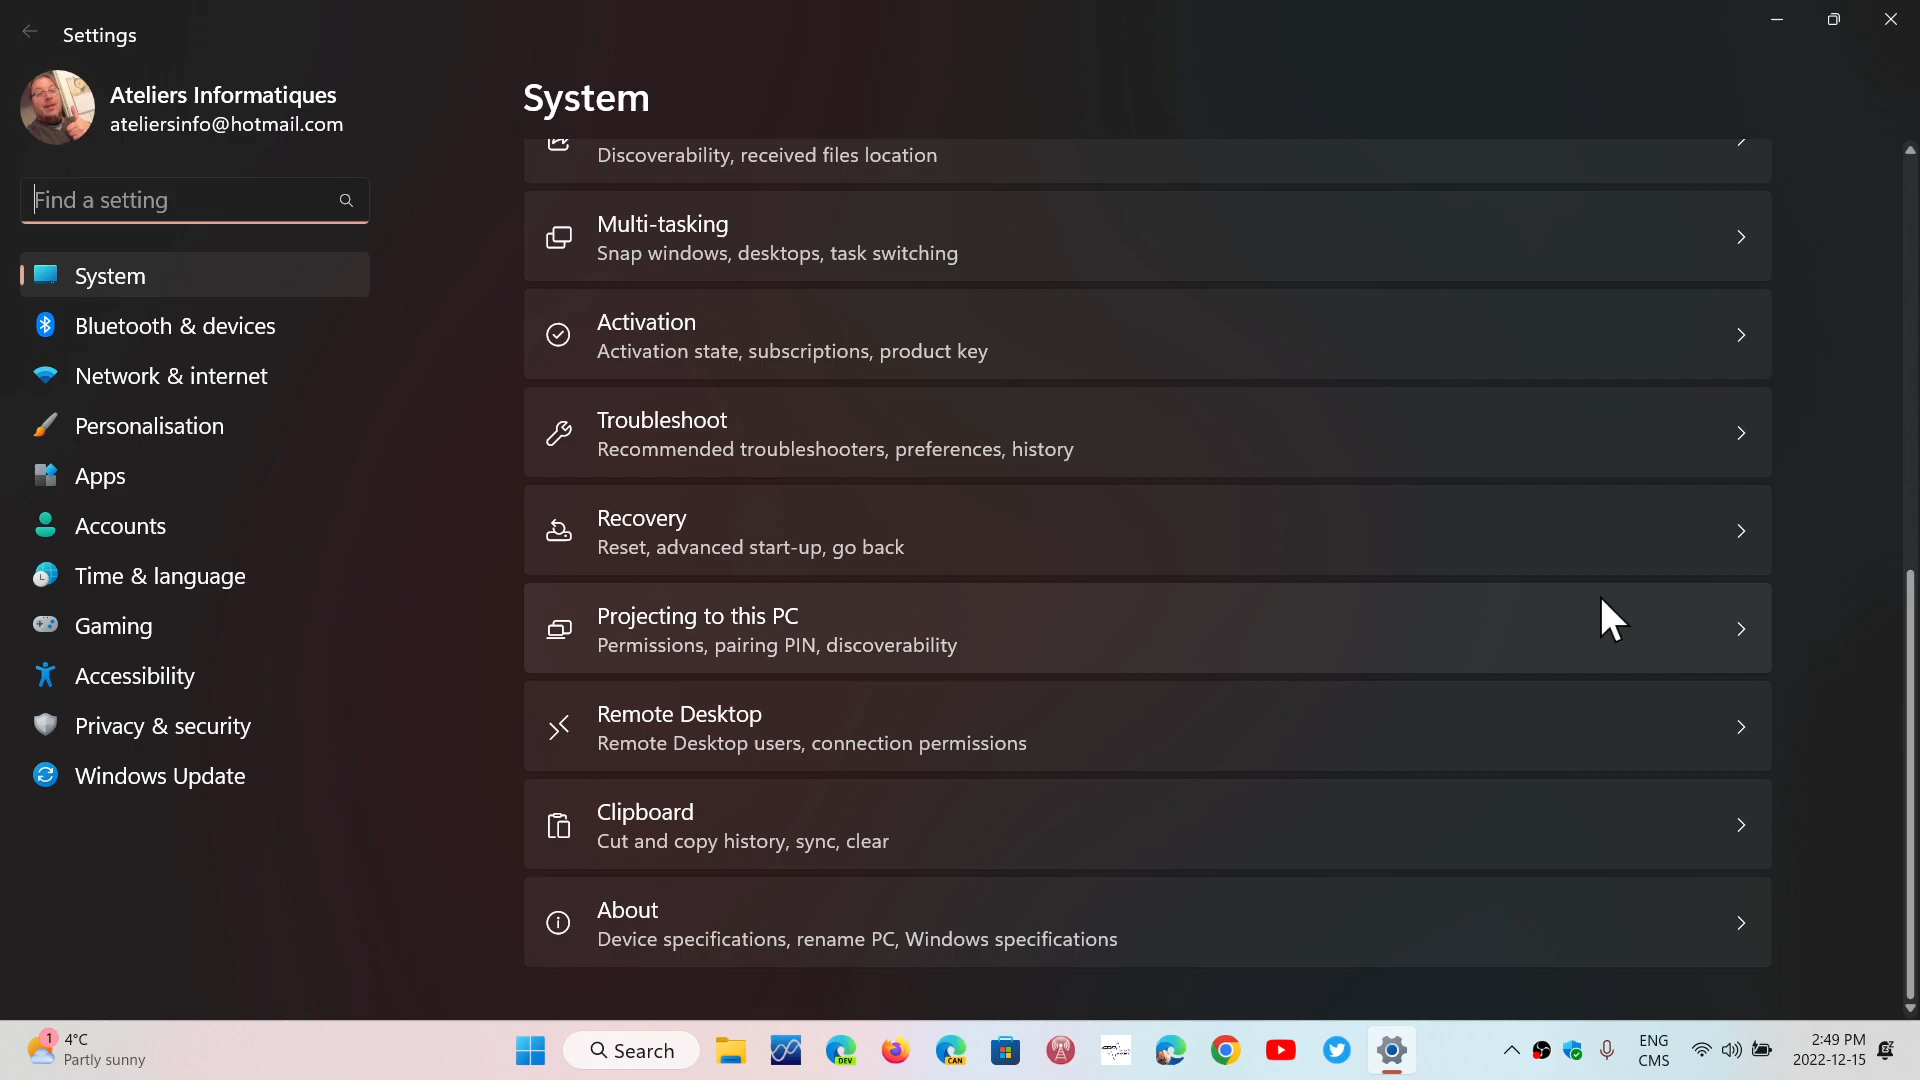 Settings
Ateliers Informatiques
ateliersinfo@hotmail.com
Find a setting
System
Bluetooth & devices
Network & internet
Personalisation
Apps
Accounts
Time & language
Gaming
Accessibility
Privacy & security
Windows Update
System
Discoverability, received files location
Multi-tasking
Snap windows, desktops, task switching
Activation
Activation state, subscriptions, product key
Troubleshoot
Recommended troubleshooters, preferences, history
Recovery
Reset, advanced start-up, go back
Projecting to this PC
Permissions, pairing PIN, discoverability
Remote Desktop
Remote Desktop users, connection permissions
Clipboard
Cut and copy history, sync, clear
About
Device specifications, rename PC, Windows specifications
1
4°C
Partly sunny
Search
DEV
CAN
ENG
CMS
2:49 PM
2022-12-15